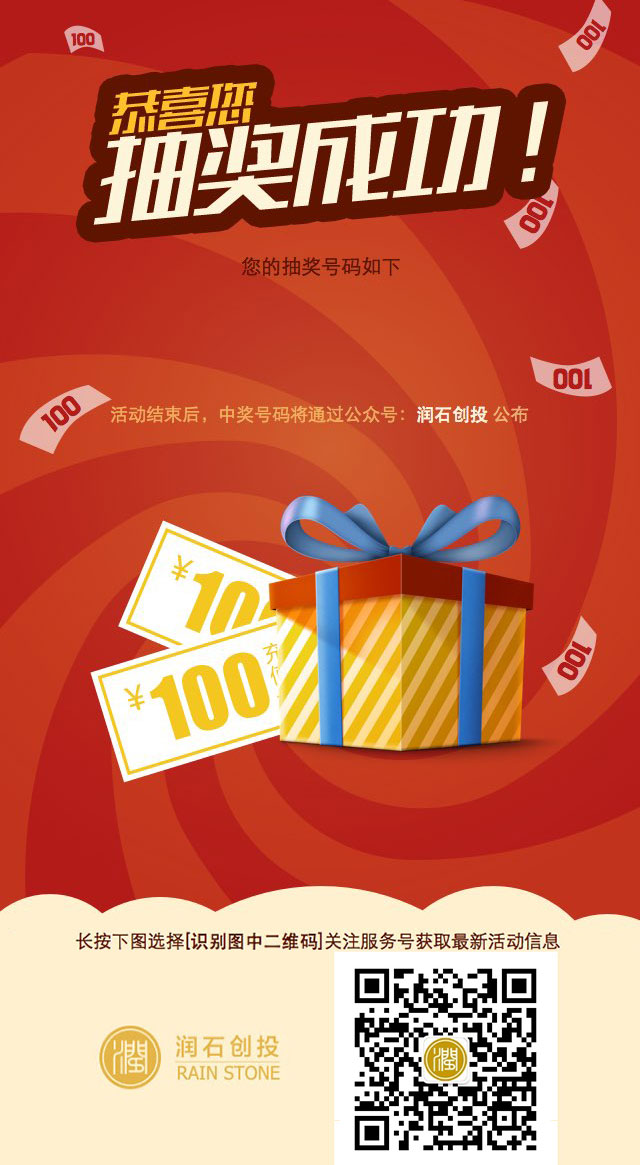 100
100
恭喜您
抽奖成功！
100
您的抽奖号码如下
100
100
活动结束后，中奖号码将通过公众号：润石创投 公布
¥100
¥100
充
100
长按下图选择[识别图中二维码]关注服务号获取最新活动信息
润石创投
RAIN STONE